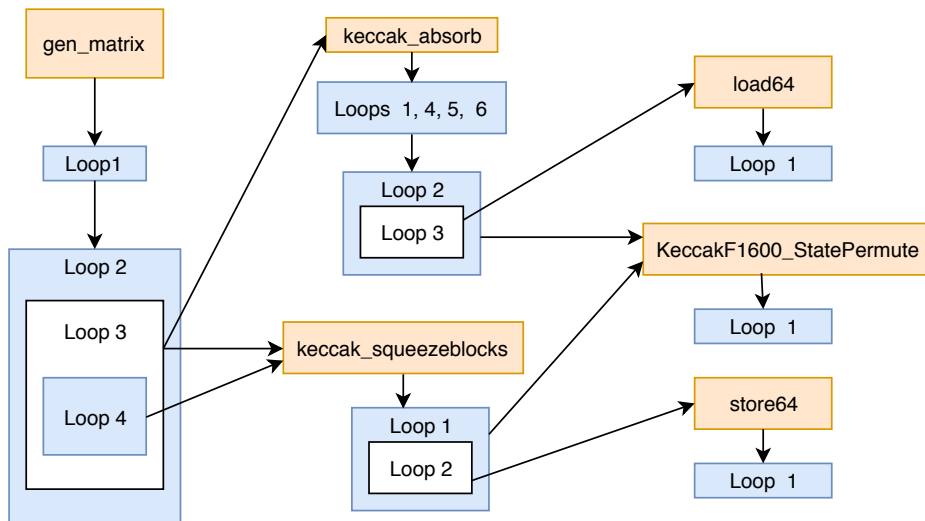 gen_matrix
Loop1
Loop 2
Loop 3
Loop 4
keccak_absorb
Loops 1, 4, 5, 6
Loop 2
Loop 3
keccak_squeezeblocks
Loop 1
Loop 2
load64
Loop 1
KeccakF1600_StatePermute
Loop 1
store64
Loop 1